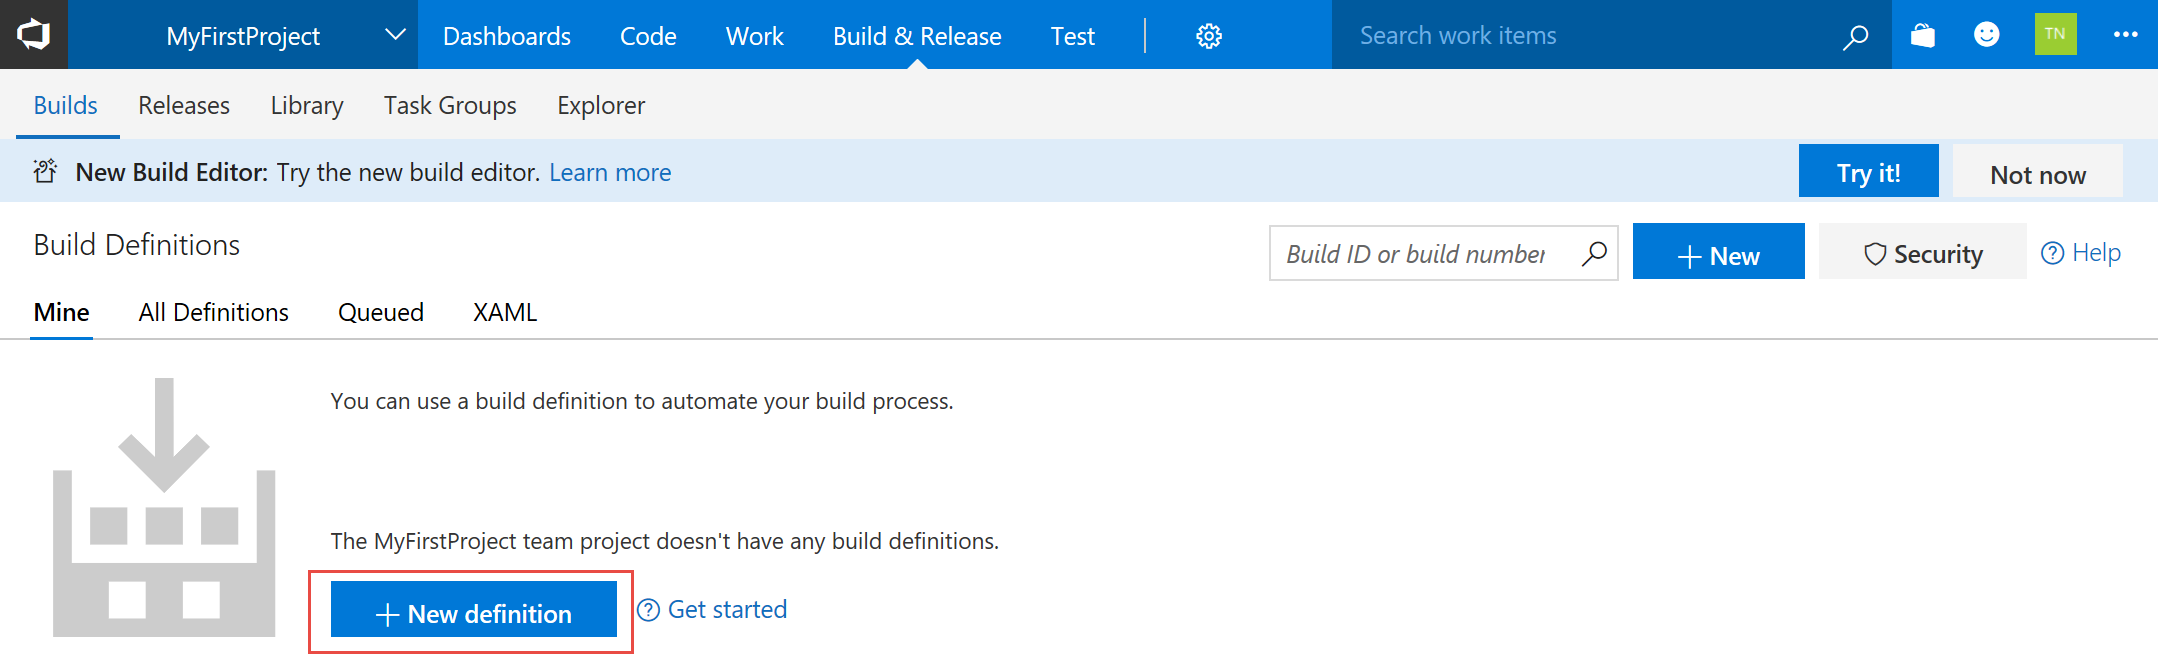 MyFirstProject Dashboards Code Work Build & Release Test Search work items TN
Builds Releases Library Task Groups Explorer
New Build Editor: Try the new build editor. Learn more Try it! Not now
Build Definitions Build ID or build number New Security Help
Mine All Definitions Queued XAML
You can use a build definition to automate your build process.
The MyFirstProject team project doesn't have any build definitions.
New definition Get started